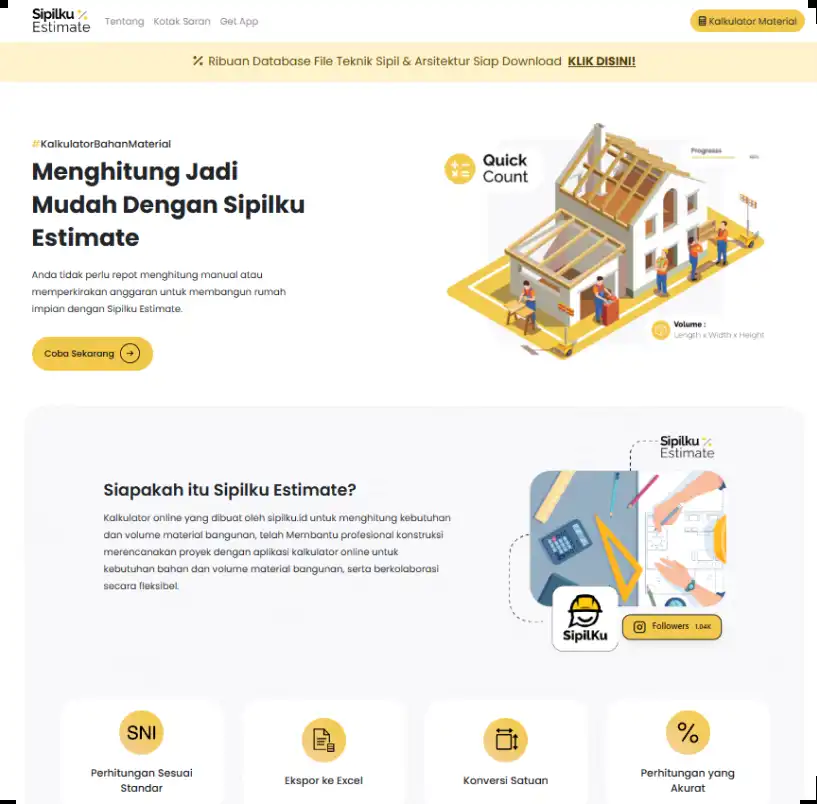 Sipilku
Estimate
Tentang Kotak Saran Get App
Kalkulator Material
Ribuan Database File Teknik Sipil & Arsitektur Siap Download KLIK DISINI!
#KalkulatorBahanMaterial
Menghitung Jadi
Mudah Dengan Sipilku
Estimate
Anda tidak perlu repot menghitung manual atau
memperkirakan anggaran untuk membangun rumah
impian dengan Sipilku Estimate.
Coba Sekarang
Quick
Count
Progresss
Volume :
Length x Width x Height
Siapakah itu Sipilku Estimate?
Kalkulator online yang dibuat oleh sipilku.id untuk menghitung kebutuhan
dan volume material bangunan, telah Membantu profesional konstruksi
merencanakan proyek dengan aplikasi kalkulator online untuk
kebutuhan bahan dan volume material bangunan, serta berkolaborasi
secara fleksibel.
Sipilku
Estimate
SipilKu
Followers 1.04K
SNI
Perhitungan Sesuai
Standar
Ekspor ke Excel
Konversi Satuan
%
Perhitungan yang
Akurat